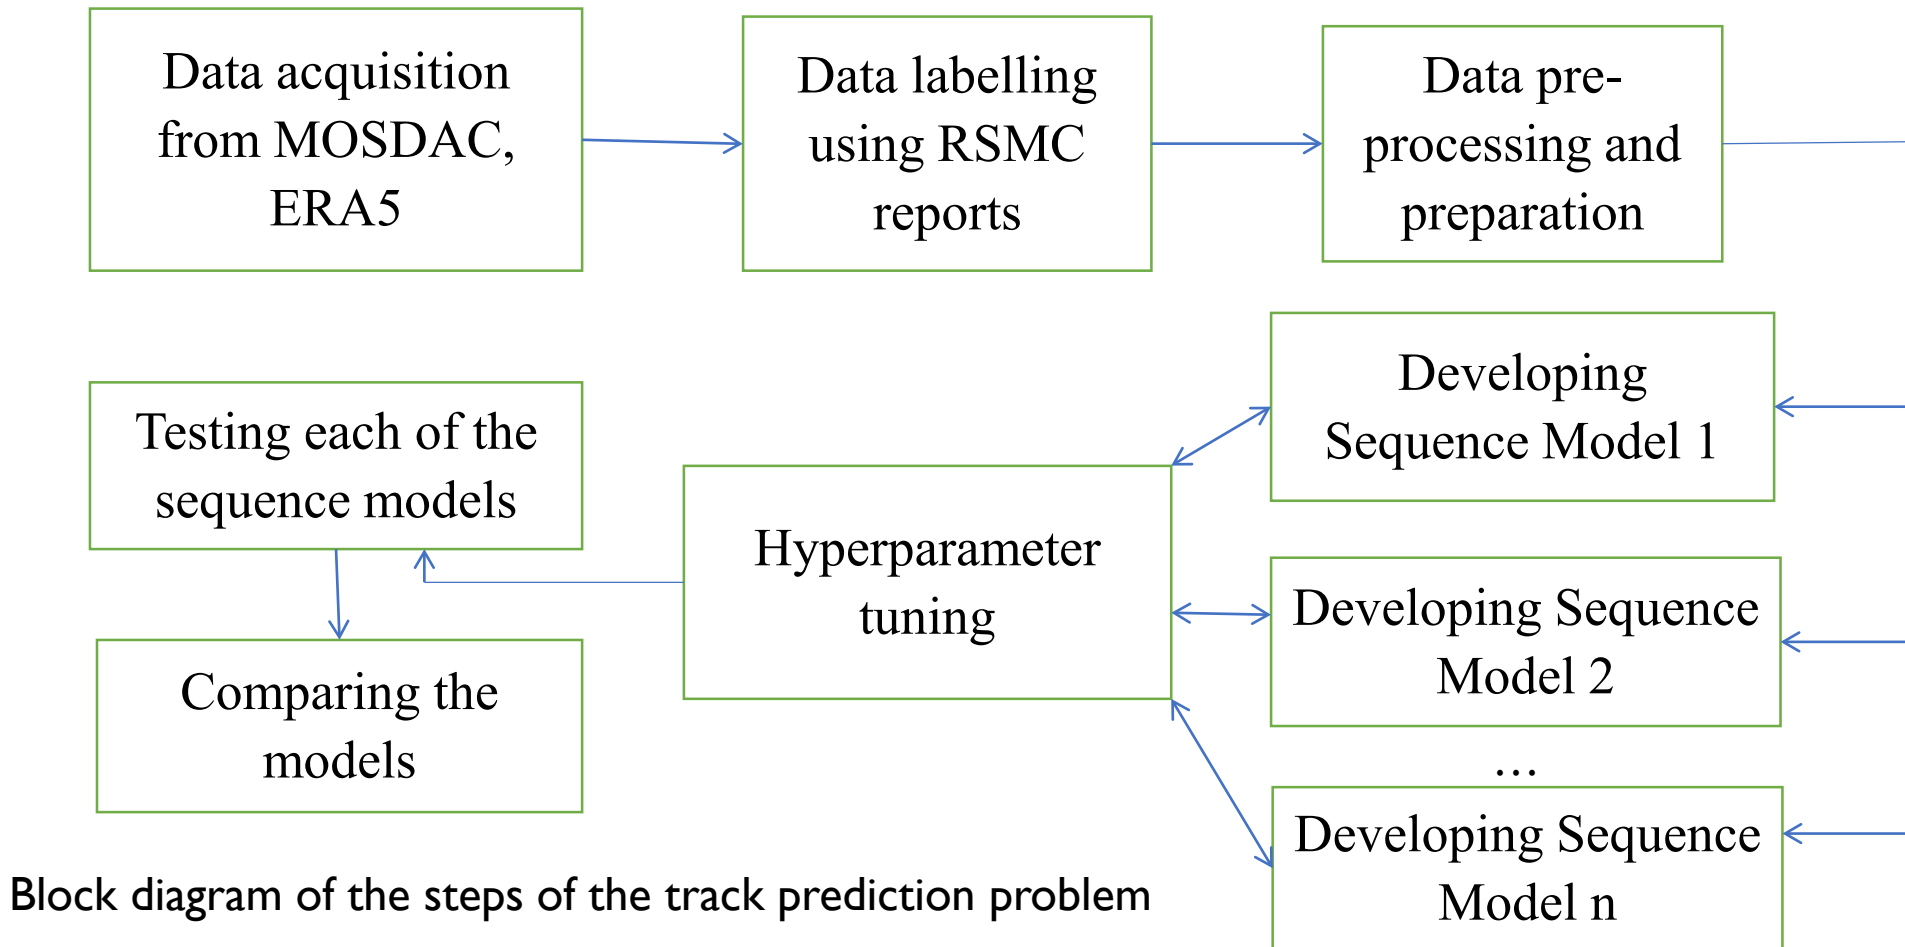 Data acquisition
from MOSDAC,
ERA5
Data labelling
using RSMC
reports
Data pre-
processing and
preparation
Developing
Sequence Model 1
Developing Sequence
Model 2
...
Developing Sequence
Model n
Hyperparameter
tuning
Testing each of the
sequence models
Comparing the
models
Block diagram of the steps of the track prediction problem